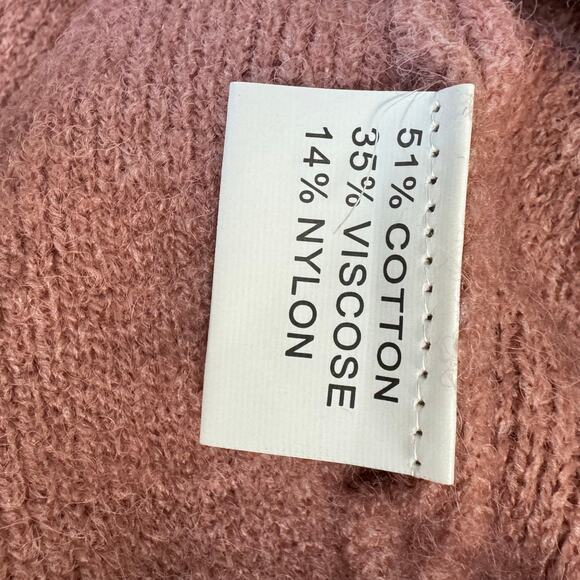 51% COTTON
35% VISCOSE
14% NYLON